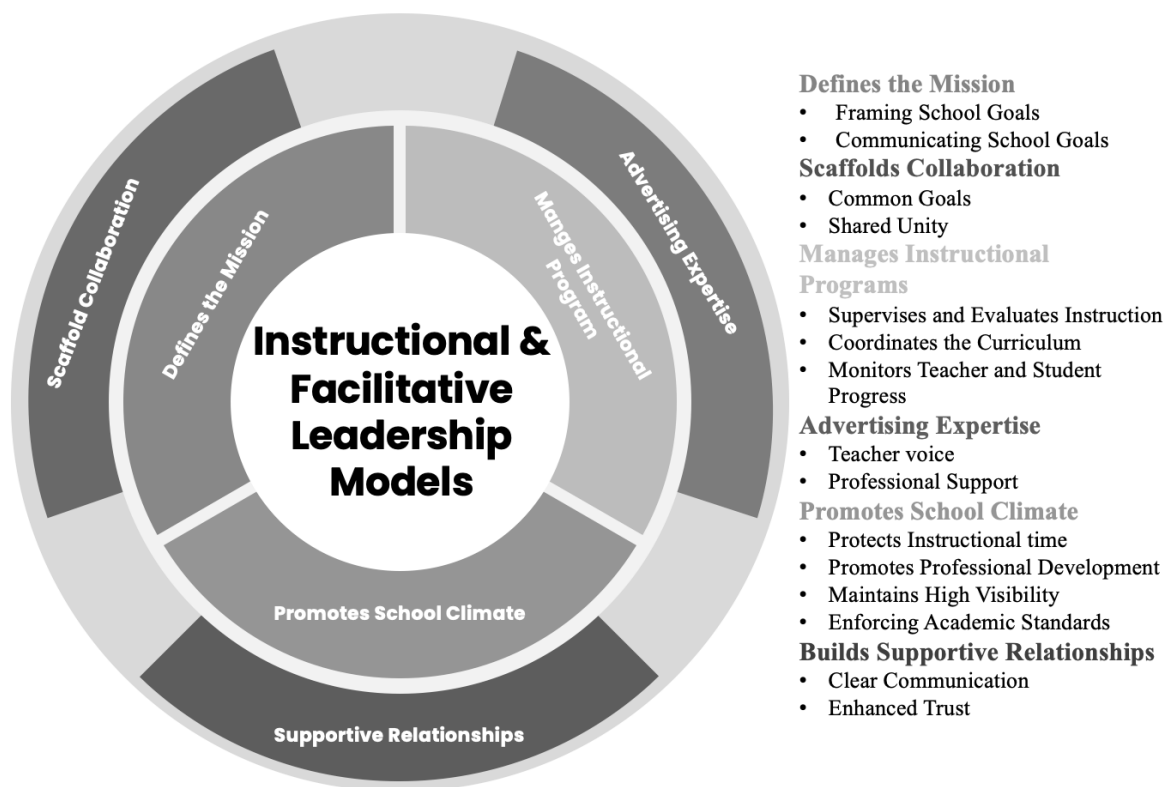 Scaffold Collaboration
Defines the Mission
Manges Instructional
Program
Advertising Expertise
Instructional &
Facilitative
Leadership
Models
Promotes School Climate
Supportive Relationships
Defines the Mission
• Framing School Goals
• Communicating School Goals
Scaffolds Collaboration
• Common Goals
• Shared Unity
Manages Instructional
Programs
• Supervises and Evaluates Instruction
• Coordinates the Curriculum
• Monitors Teacher and Student
Progress
Advertising Expertise
• Teacher voice
• Professional Support
Promotes School Climate
• Protects Instructional time
• Promotes Professional Development
• Maintains High Visibility
• Enforcing Academic Standards
Builds Supportive Relationships
• Clear Communication
• Enhanced Trust